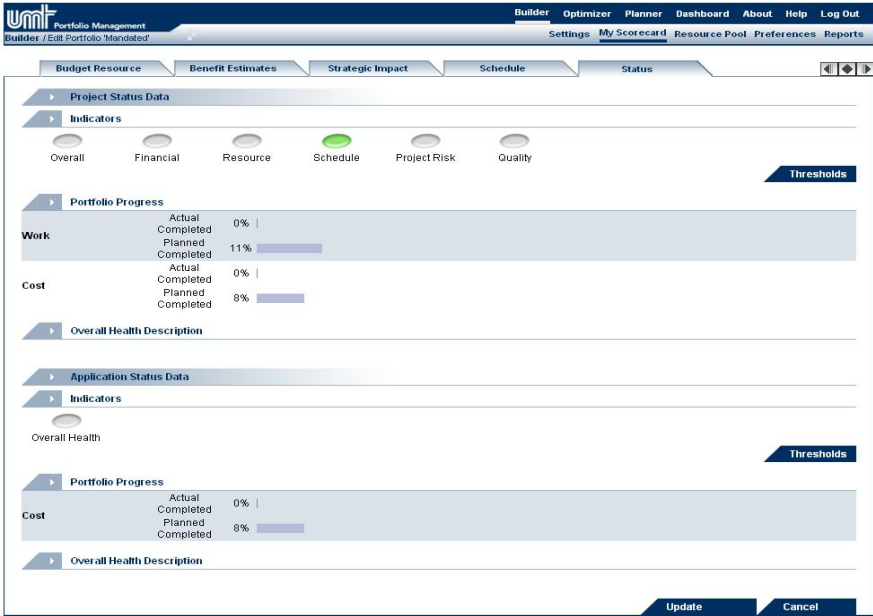 umt Portfolio Management
Builder Optimizer Planner Dashboard About Help Log Out
Builder / Edit Portfolio 'Mandated'
Settings My Scorecard Resource Pool Preferences Reports
Budget Resource Benefit Estimates Strategic Impact Schedule Status
Project Status Data
Indicators
Overall Financial Resource Schedule Project Risk Quality
Thresholds
Portfolio Progress
Work
Actual
Completed
0%
Planned
Completed
11%
Cost
Actual
Completed
0%
Planned
Completed
8%
Overall Health Description
Application Status Data
Indicators
Overall Health
Thresholds
Portfolio Progress
Cost
Actual
Completed
0%
Planned
Completed
8%
Overall Health Description
Update Cancel